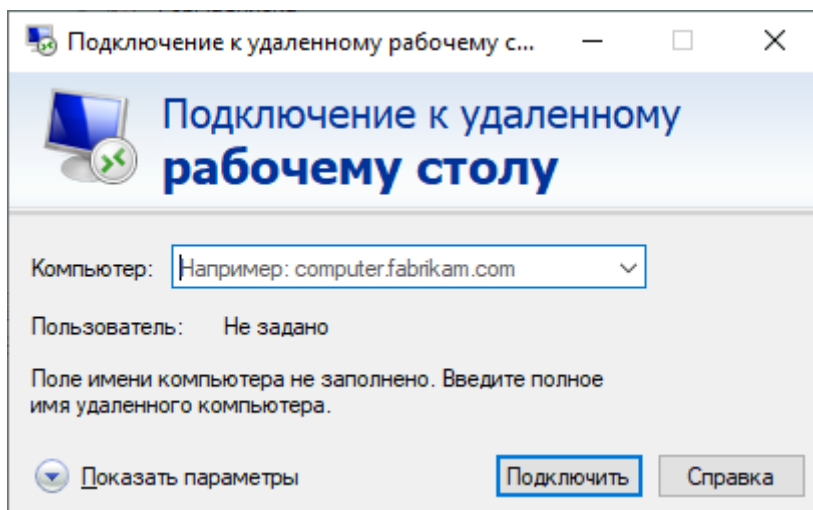 Подключение к удаленному рабочему с...
Подключение к удаленному
рабочему столу
Компьютер: Например: computer.fabrikam.com
Пользователь: Не задано
Поле имени компьютера не заполнено. Введите полное
имя удаленного компьютера.
Показать параметры Подключить Справка